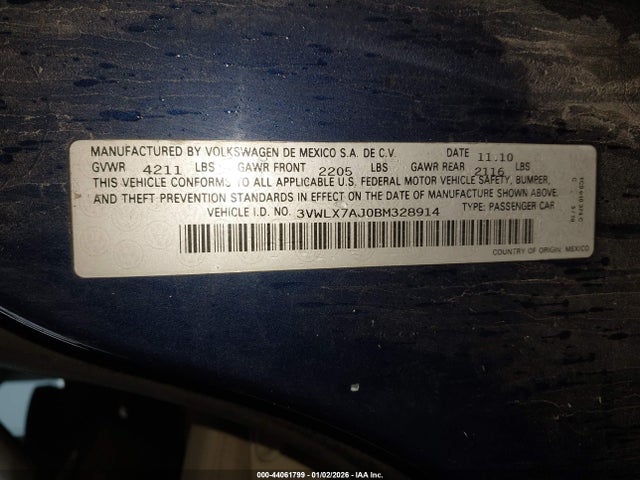 MANUFACTURED BY VOLKSWAGEN DE MEXICO S.A. DE C.V. DATE 11.10
GVWR 4211 LBS GAWR FRONT 2205 LBS GAWR REAR 2116 LBS
THIS VEHICLE CONFORMS TO ALL APPLICABLE U.S. FEDERAL MOTOR VEHICLE SAFETY, BUMPER,
AND THEFT PREVENTION STANDARDS IN EFFECT ON THE DATE OF MANUFACTURE SHOWN ABOVE.
VEHICLE I.D. NO. 3VWLX7AJ0BM328914 TYPE: PASSENGER CAR
COUNTRY OF ORIGIN, MEXICO
000-44061799 - 01/02/2026 - IAA Inc.